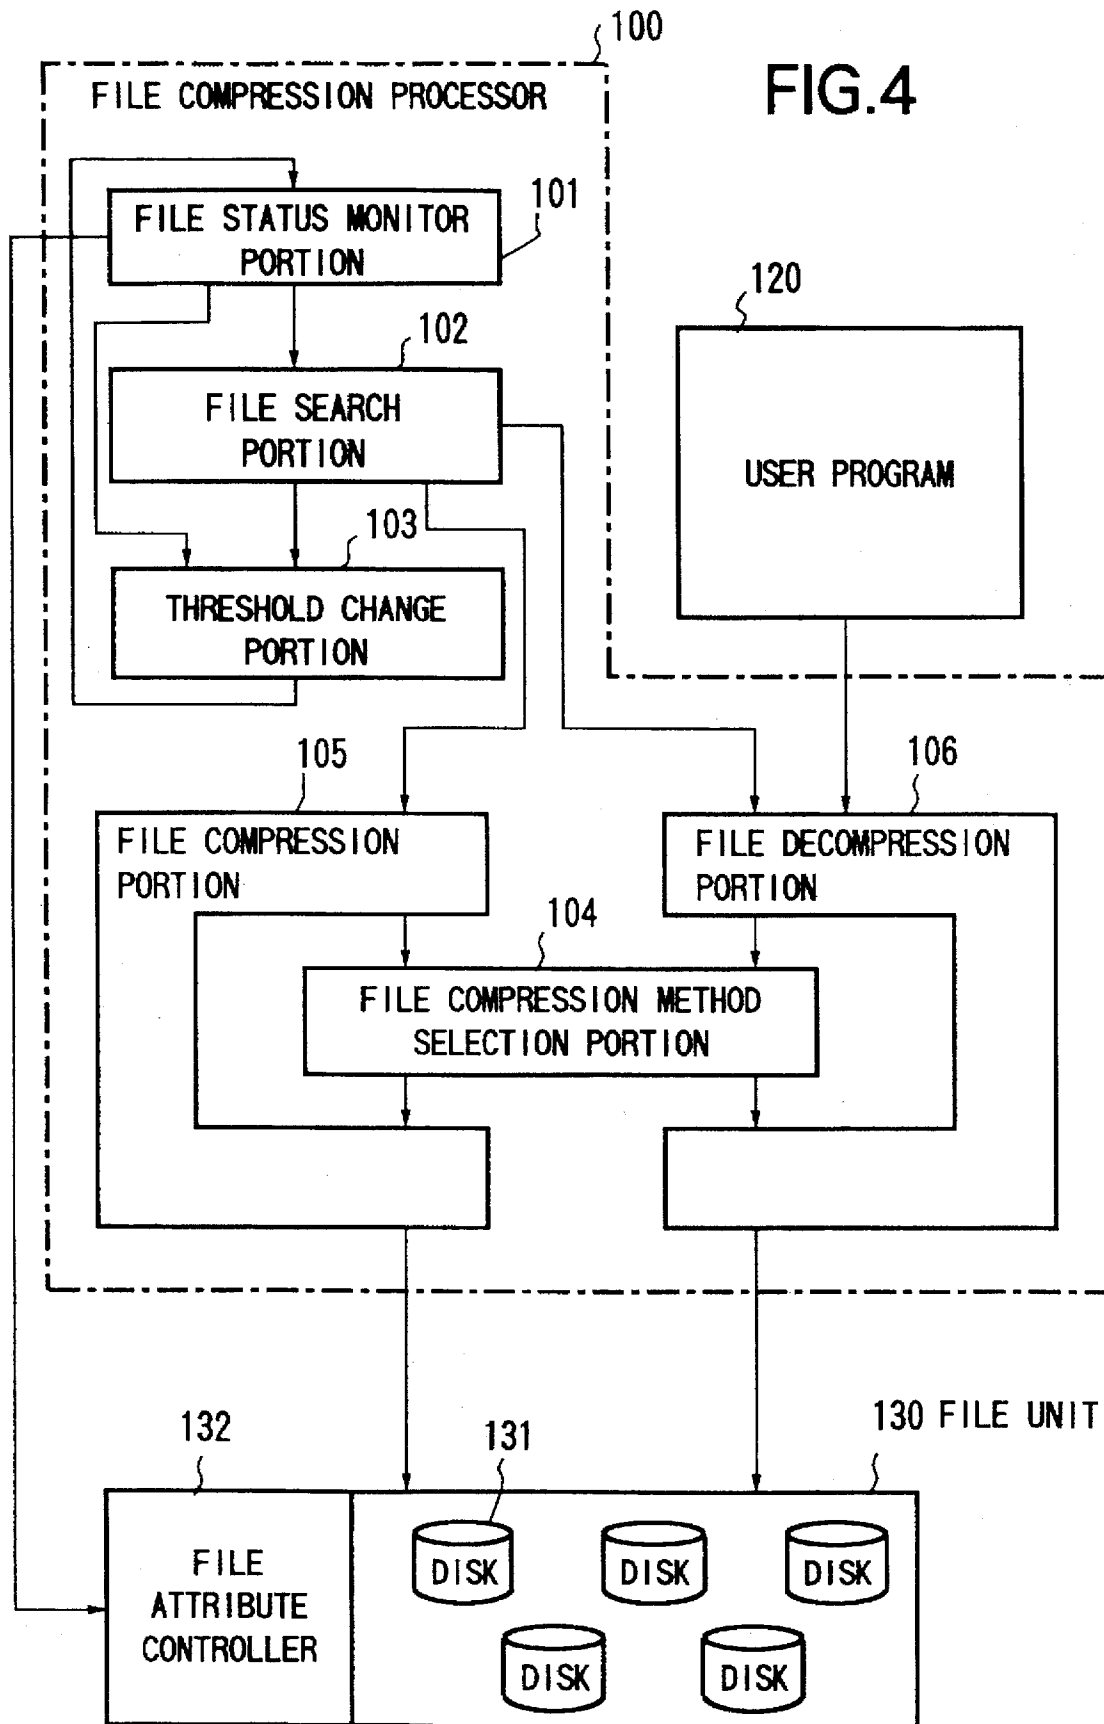 100
FIG.4
FILE COMPRESSION PROCESSOR
101
FILE STATUS MONITOR
PORTION
120
102
FILE SEARCH
PORTION
USER PROGRAM
103
THRESHOLD CHANGE
PORTION
105
106
FILE COMPRESSION
PORTION
FILE DECOMPRESSION
PORTION
104
FILE COMPRESSION METHOD
SELECTION PORTION
132
131
130 FILE UNIT
FILE
ATTRIBUTE
CONTROLLER
DISK
DISK
DISK
DISK
DISK